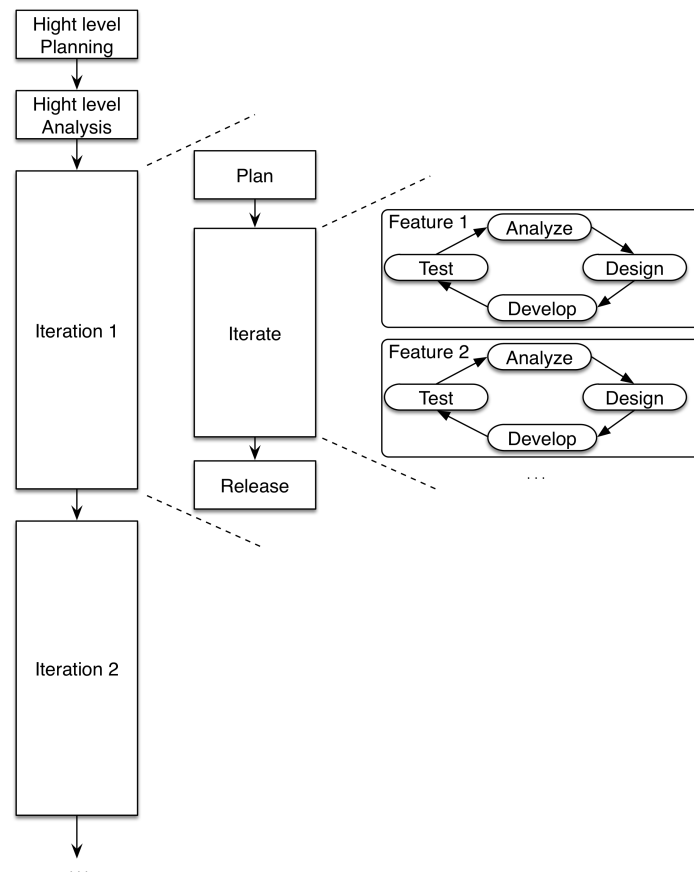 Hight level
Planning
Hight level
Analysis
Iteration 1
Iteration 2
...
Plan
Iterate
Release
Feature 1
Analyze
Test
Design
Develop
Feature 2
Analyze
Test
Design
Develop
...